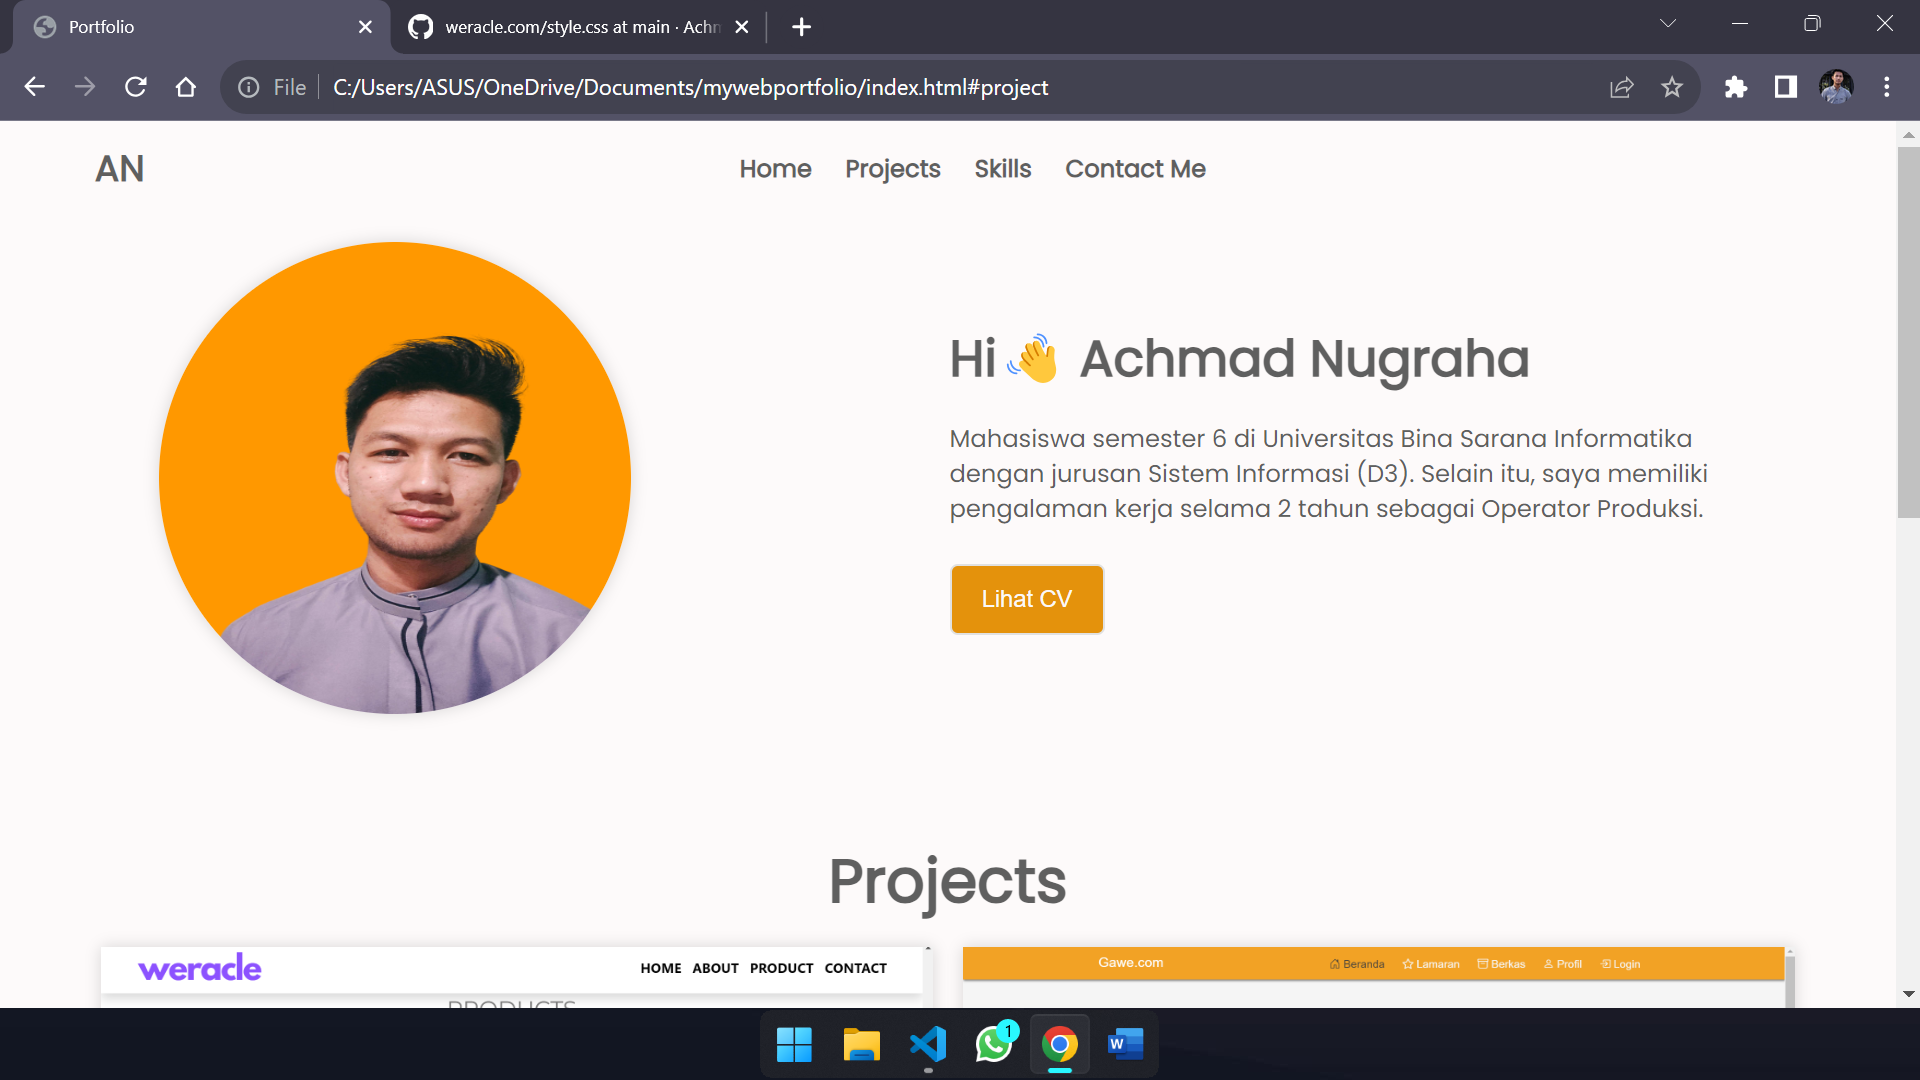 Portfolio
weracle.com/style.css at main · Achm
File
C:/Users/ASUS/OneDrive/Documents/mywebportfolio/index.html#project
AN
Home Projects Skills Contact Me
Hi 👋 Achmad Nugraha
Mahasiswa semester 6 di Universitas Bina Sarana Informatika
dengan jurusan Sistem Informasi (D3). Selain itu, saya memiliki
pengalaman kerja selama 2 tahun sebagai Operator Produksi.
Lihat CV
Projects
weracle
HOME ABOUT PRODUCT CONTACT
PRODUCTS
Gawe.com
Beranda Lamaran Berkas Profil Login
1
W